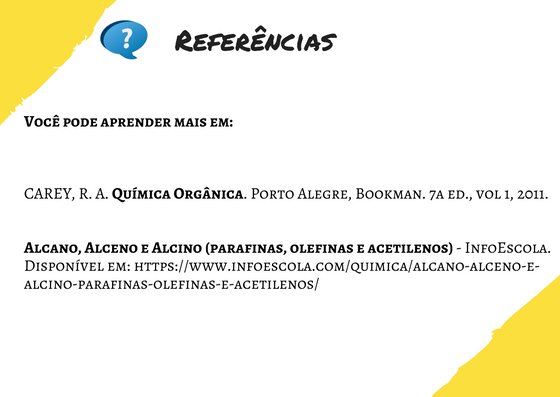 ?
Referências
Você pode aprender mais em:
CAREY, R. A. Química Orgânica. Porto Alegre, Bookman. 7a ed., vol 1, 2011.
Alcano, Alceno e Alcino (parafinas, olefinas e acetilenos) - InfoEscola.
Disponível em: https://www.infoescola.com/quimica/alcano-alceno-e-
alcino-parafinas-olefinas-e-acetilenos/